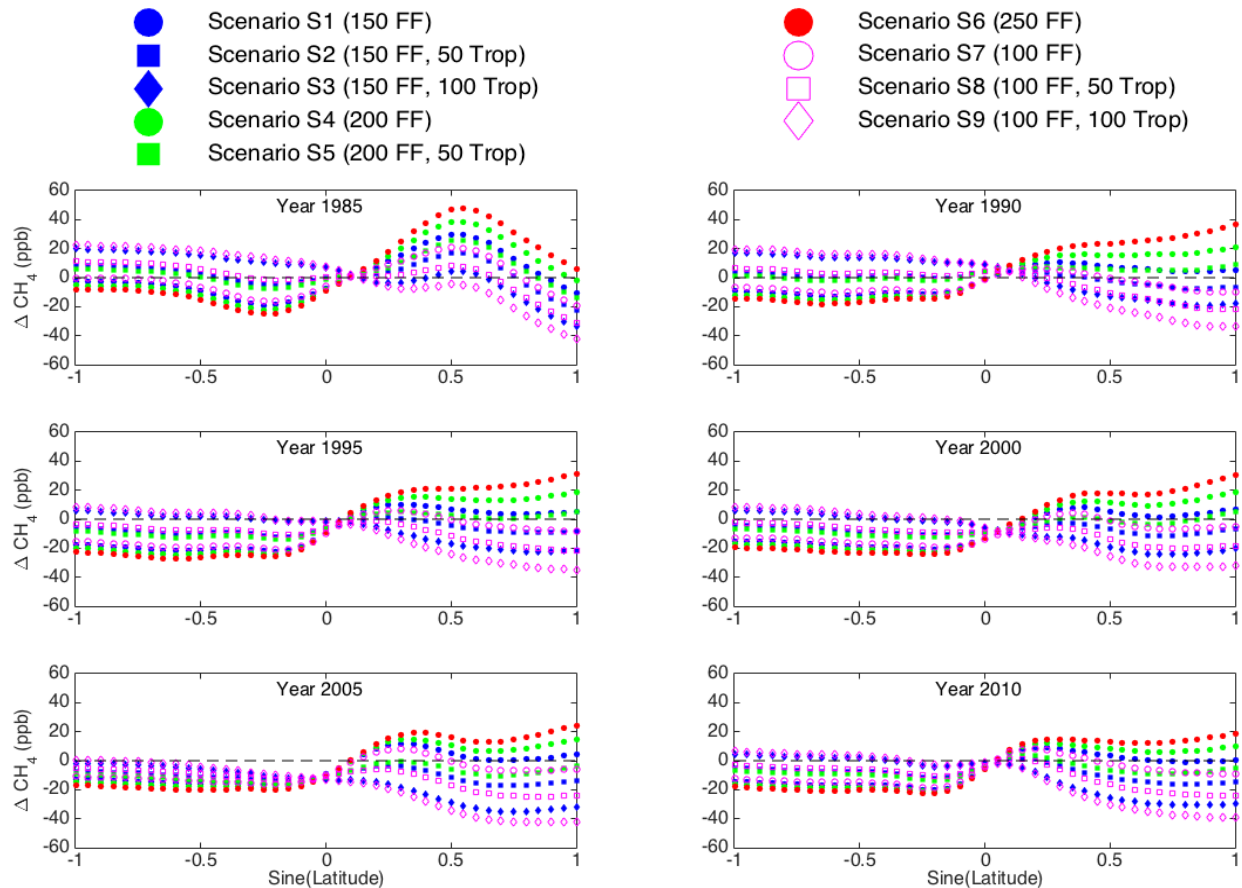 Scenario S1 (150 FF)
Scenario S2 (150 FF, 50 Trop)
Scenario S3 (150 FF, 100 Trop)
Scenario S4 (200 FF)
Scenario S5 (200 FF, 50 Trop)
Scenario S6 (250 FF)
Scenario S7 (100 FF)
Scenario S8 (100 FF, 50 Trop)
Scenario S9 (100 FF, 100 Trop)
Year 1985
Δ CH4 (ppb)
60
40
20
0
-20
-40
-60
-1 -0.5 0 0.5 1
Year 1990
Δ CH4 (ppb)
60
40
20
0
-20
-40
-60
-1 -0.5 0 0.5 1
Year 1995
Δ CH4 (ppb)
60
40
20
0
-20
-40
-60
-1 -0.5 0 0.5 1
Year 2000
Δ CH4 (ppb)
60
40
20
0
-20
-40
-60
-1 -0.5 0 0.5 1
Year 2005
Δ CH4 (ppb)
60
40
20
0
-20
-40
-60
-1 -0.5 0 0.5 1
Sine(Latitude)
Year 2010
Δ CH4 (ppb)
60
40
20
0
-20
-40
-60
-1 -0.5 0 0.5 1
Sine(Latitude)